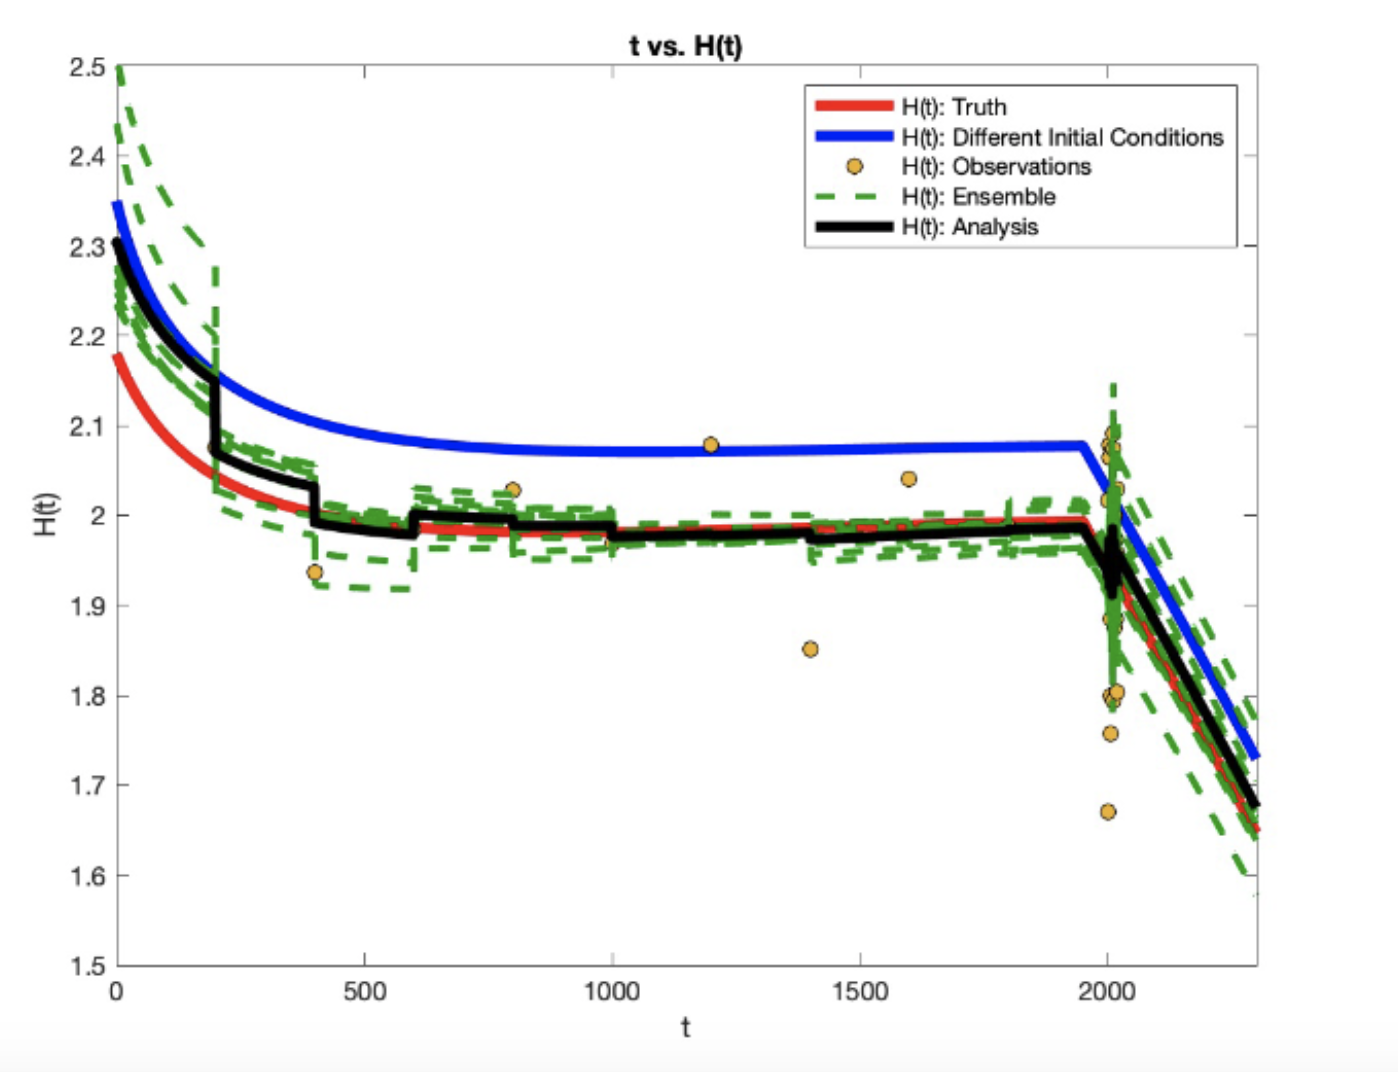 t vs. H(t)
2.5
2.4
2.3
2.2
2.1
2
1.9
1.8
1.7
1.6
1.5
H(t)
H(t): Truth
H(t): Different Initial Conditions
H(t): Observations
H(t): Ensemble
H(t): Analysis
0 500 1000 1500 2000
t